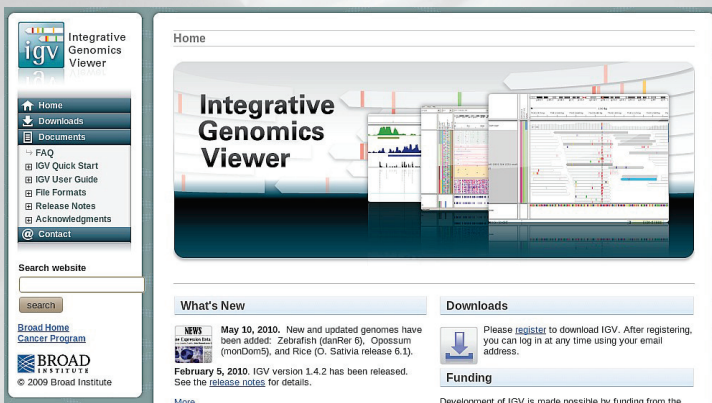 igv
Integrative
Genomics
Viewer
Home
Downloads
Documents
FAQ
IGV Quick Start
IGV User Guide
File Formats
Release Notes
Acknowledgments
@ Contact
Search website
search
Broad Home
Cancer Program
BROAD
INSTITUTE
© 2009 Broad Institute
Home
Integrative
Genomics
Viewer
What's New
NEWS
May 10, 2010. New and updated genomes have
been added: Zebrafish (danRer 6), Opossum
(monDom5), and Rice (O. Sativia release 6.1).
February 5, 2010. IGV version 1.4.2 has been released.
See the release notes for details.
More
Downloads
Please register to download IGV. After registering,
you can log in at any time using your email
address.
Funding
Development of IGV is made possible by funding from the